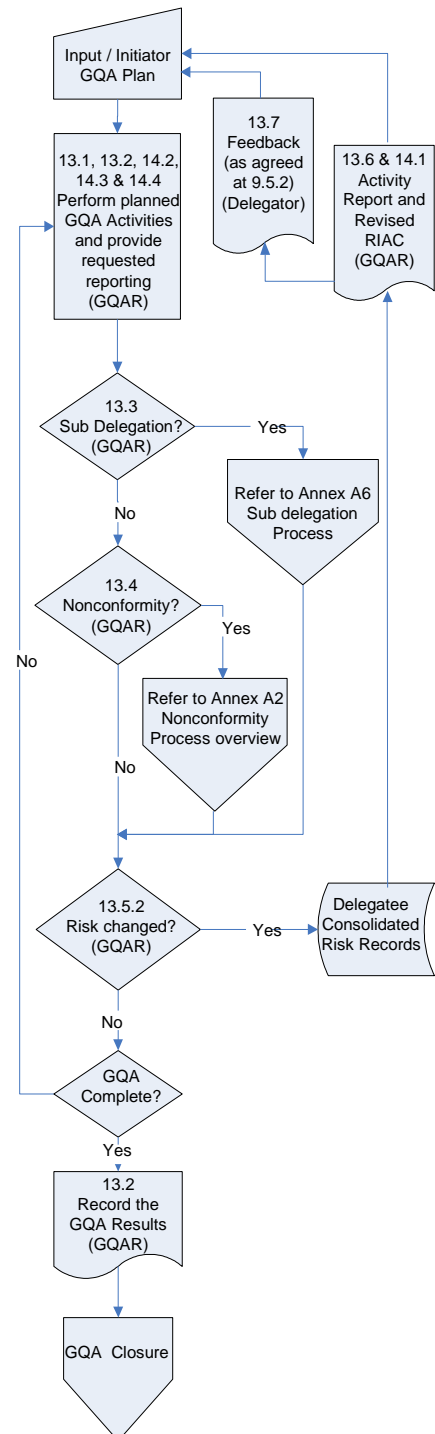 Input / Initiator
GQA Plan
13.1, 13.2, 14.2,
14.3 & 14.4
Perform planned
GQA Activities
and provide
requested
reporting
(GQAR)
13.7
Feedback
(as agreed
at 9.5.2)
(Delegator)
13.6 & 14.1
Activity
Report and
Revised
RIAC
(GQAR)
13.3
Sub Delegation?
(GQAR)
Yes
No
Refer to Annex A6
Sub delegation
Process
13.4
Nonconformity?
(GQAR)
Yes
No
No
Refer to Annex A2
Nonconformity
Process overview
13.5.2
Risk changed?
(GQAR)
Yes
Delegatee
Consolidated
Risk Records
No
GQA
Complete?
Yes
13.2
Record the
GQA Results
(GQAR)
GQA Closure